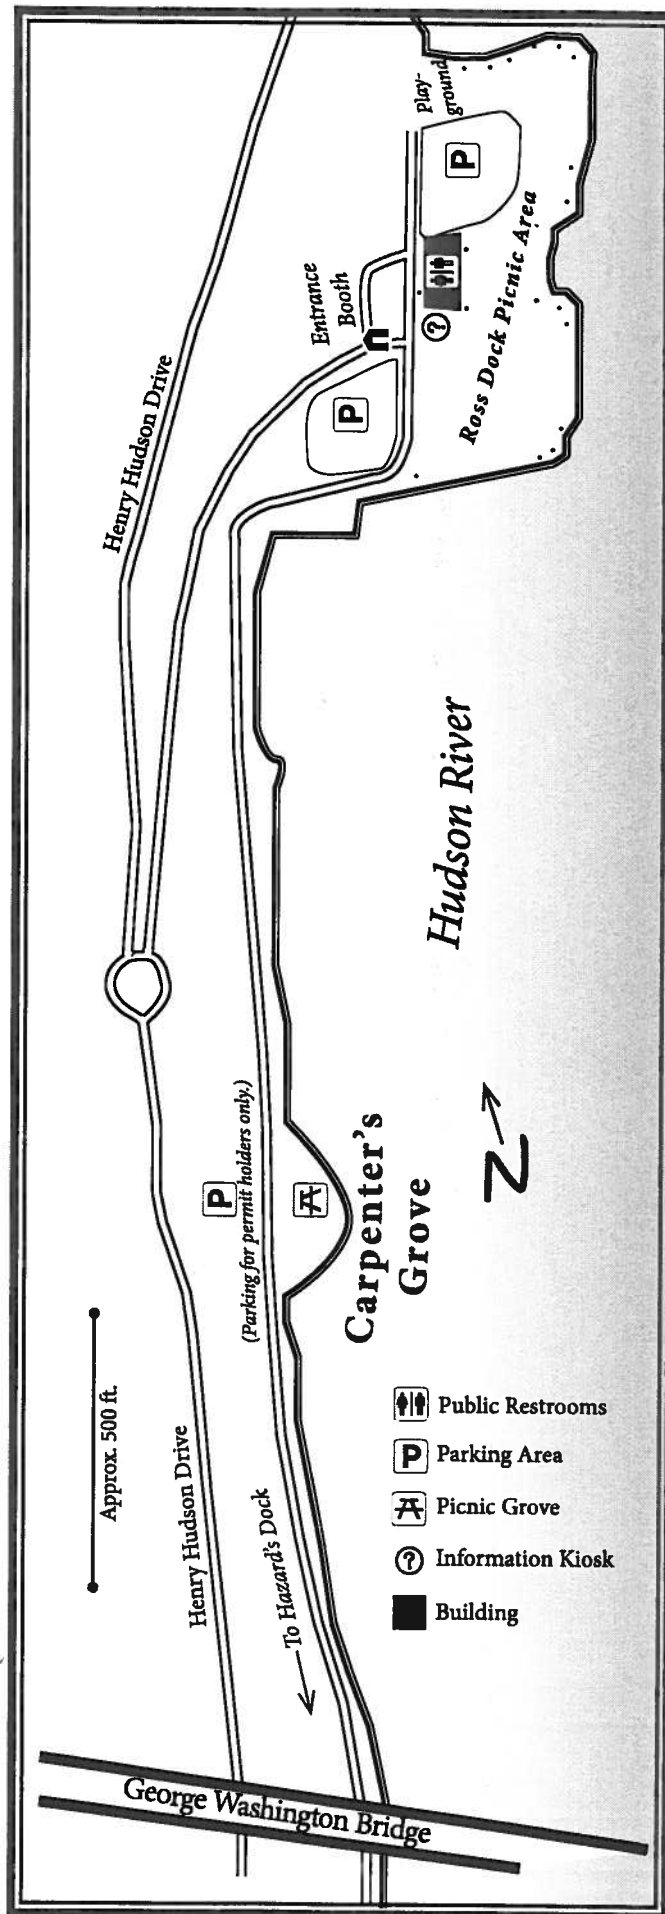 Play-
ground
P
Entrance
Booth
?
Ross Dock Picnic Area
P
Henry Hudson Drive
Hudson River
N
P
(Parking for permit holders only.)
Carpenter's
Grove
Approx. 500 ft.
Henry Hudson Drive
To Hazard's Dock
Public Restrooms
P Parking Area
Picnic Grove
? Information Kiosk
Building
George Washington Bridge